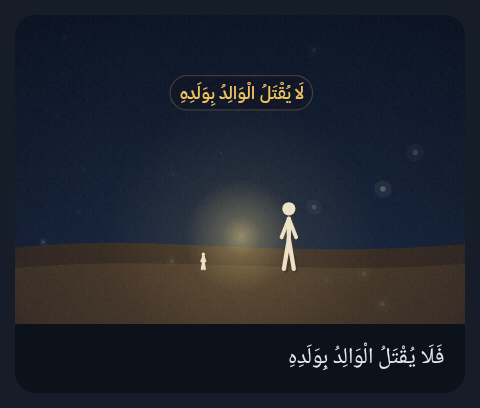 لَا يُقْتَلُ الْوَالِدُ بِوَلَدِهِ
فَلَا يُقْتَلُ الْوَالِدُ بِوَلَدِهِ